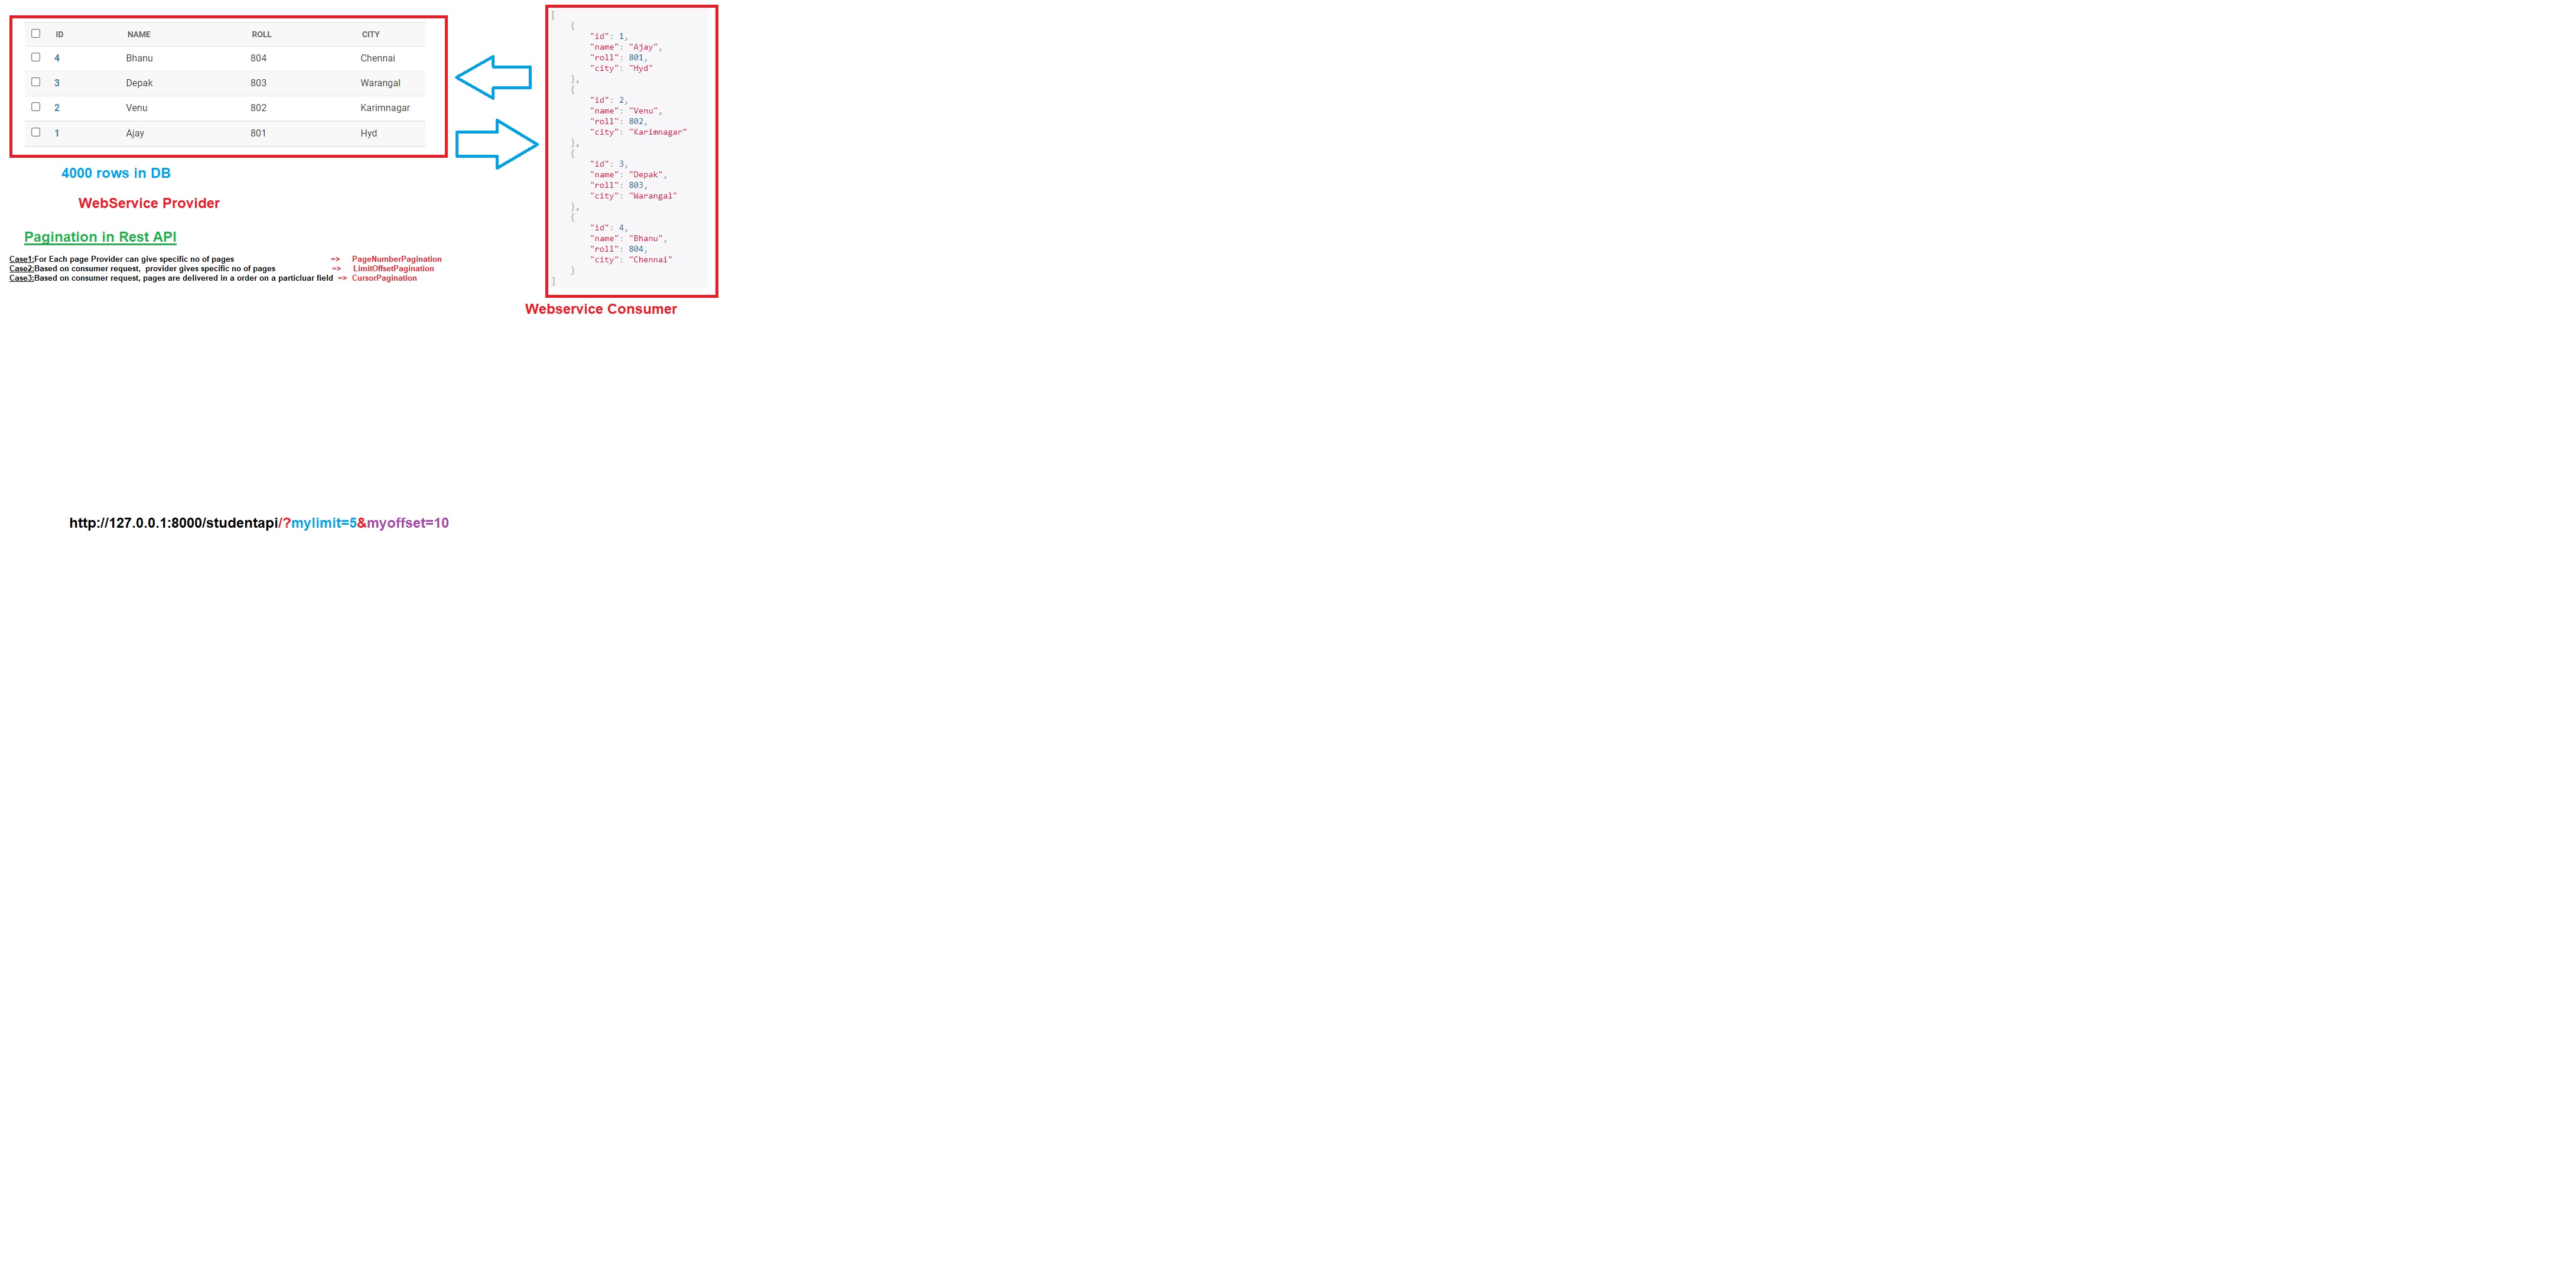 ID NAME ROLL CITY
4 Bhanu 804 Chennai
3 Depak 803 Warangal
2 Venu 802 Karimnagar
1 Ajay 801 Hyd
4000 rows in DB
WebService Provider
Pagination in Rest API
Case1:For Each page Provider can give specific no of pages => PageNumberPagination
Case2:Based on consumer request, provider gives specific no of pages => LimitOffsetPagination
Case3:Based on consumer request, pages are delivered in a order on a particluar field => CursorPagination
[
{
"id": 1,
"name": "Ajay",
"roll": 801,
"city": "Hyd"
},
{
"id": 2,
"name": "Venu",
"roll": 802,
"city": "Karimnagar"
},
{
"id": 3,
"name": "Depak",
"roll": 803,
"city": "Warangal"
},
{
"id": 4,
"name": "Bhanu",
"roll": 804,
"city": "Chennai"
}
]
Webservice Consumer
http://127.0.0.1:8000/studentapi/?mylimit=5&myoffset=10